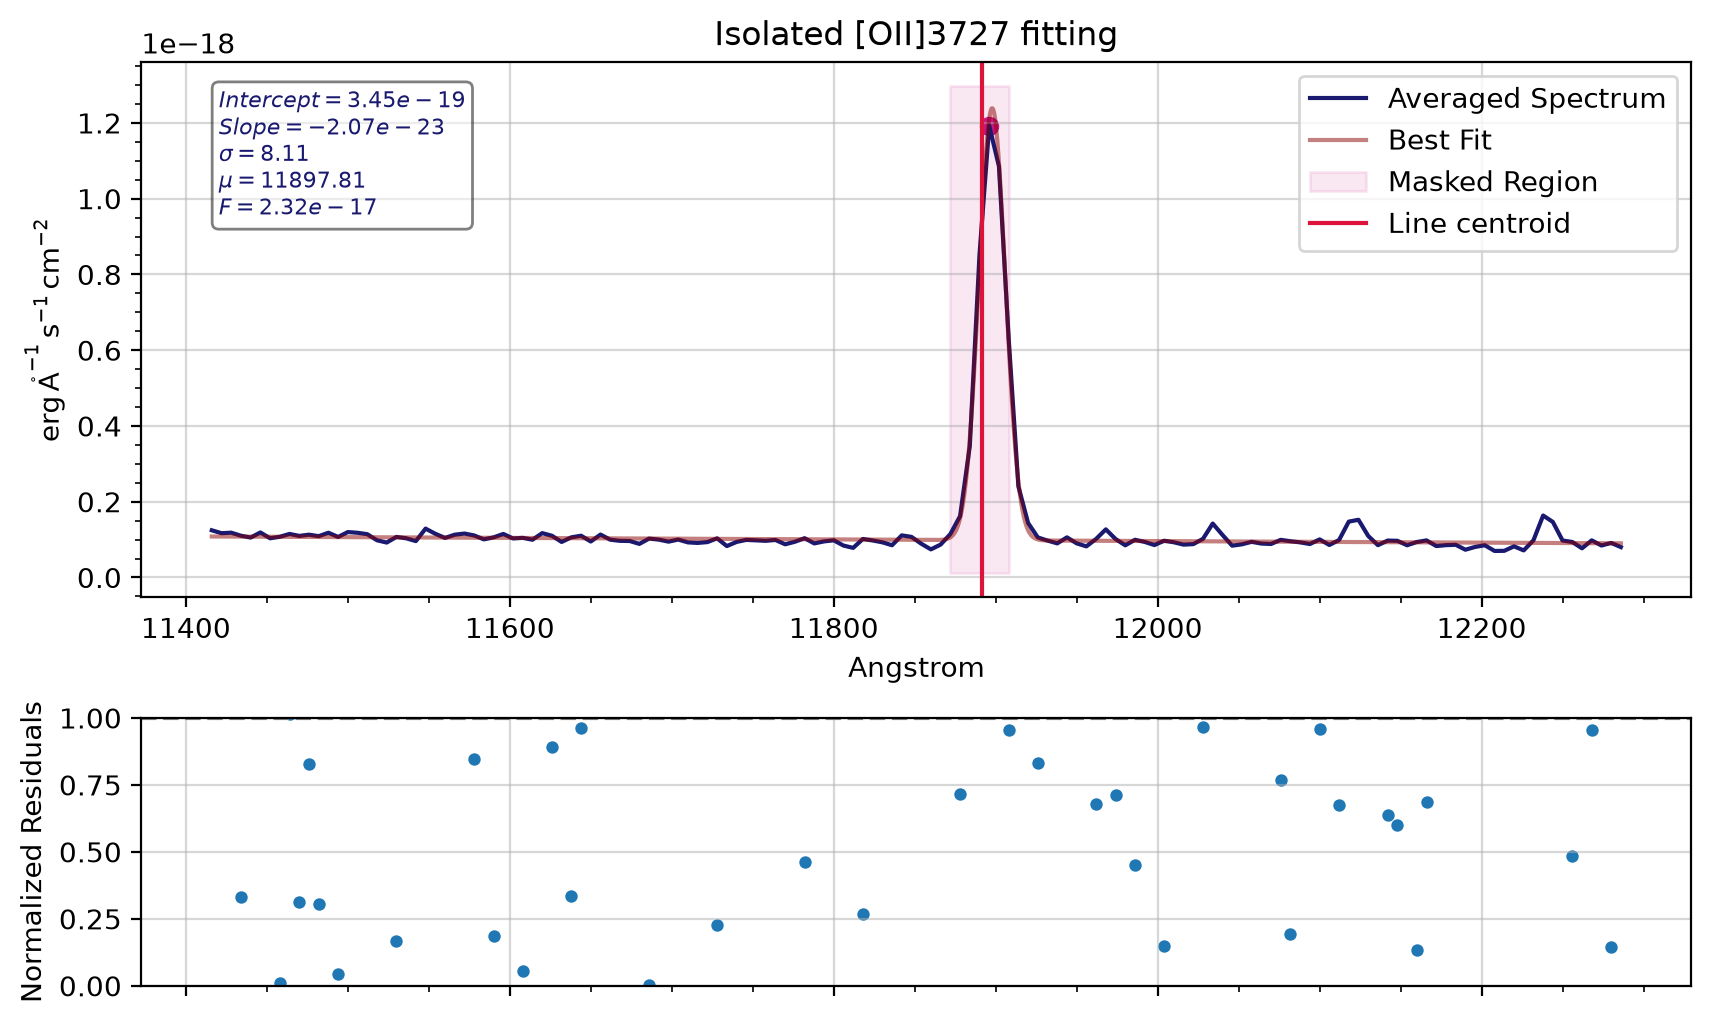 Isolated [OII]3727 fitting
1e−18
Intercept = 3.45e − 19
Slope = −2.07e − 23
σ = 8.11
μ = 11897.81
F = 2.32e − 17
Averaged Spectrum
Best Fit
Masked Region
Line centroid
1.2
1.0
0.8
0.6
0.4
0.2
0.0
erg Å⁻¹ s⁻¹ cm⁻²
11400 11600 11800 12000 12200
Angstrom
1.00
0.75
0.50
0.25
0.00
Normalized Residuals